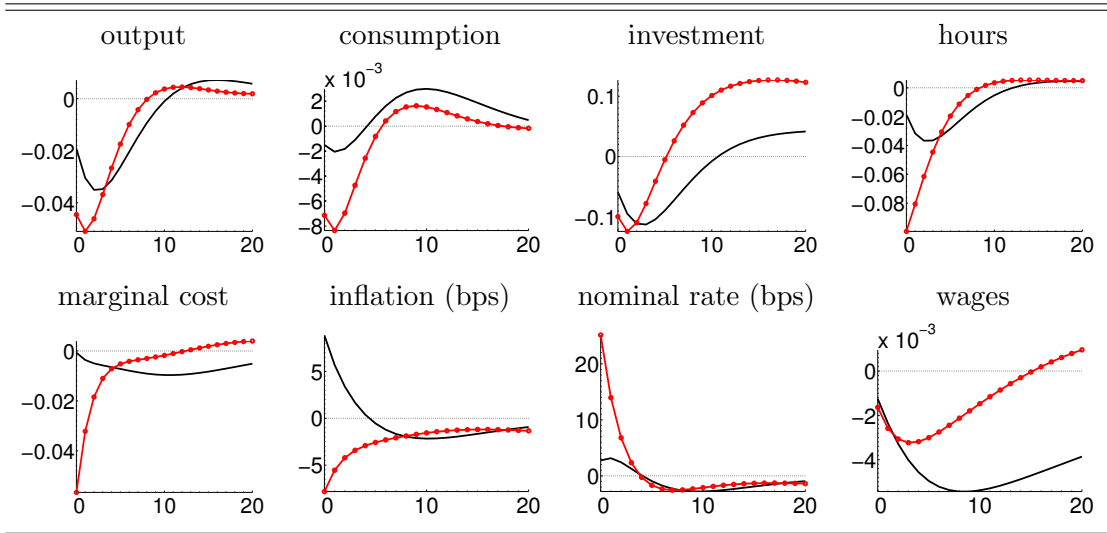 output consumption investment hours
x 10⁻³
0
−0.02
−0.04
0 10 20
2
0
−2
−4
−6
−8
0 10 20
0.1
0
−0.1
0 10 20
0
−0.02
−0.04
−0.06
−0.08
0 10 20
marginal cost inflation (bps) nominal rate (bps) wages
0
−0.02
−0.04
0 10 20
5
0
−5
0 10 20
20
10
0
0 10 20
x 10⁻³
0
−2
−4
0 10 20